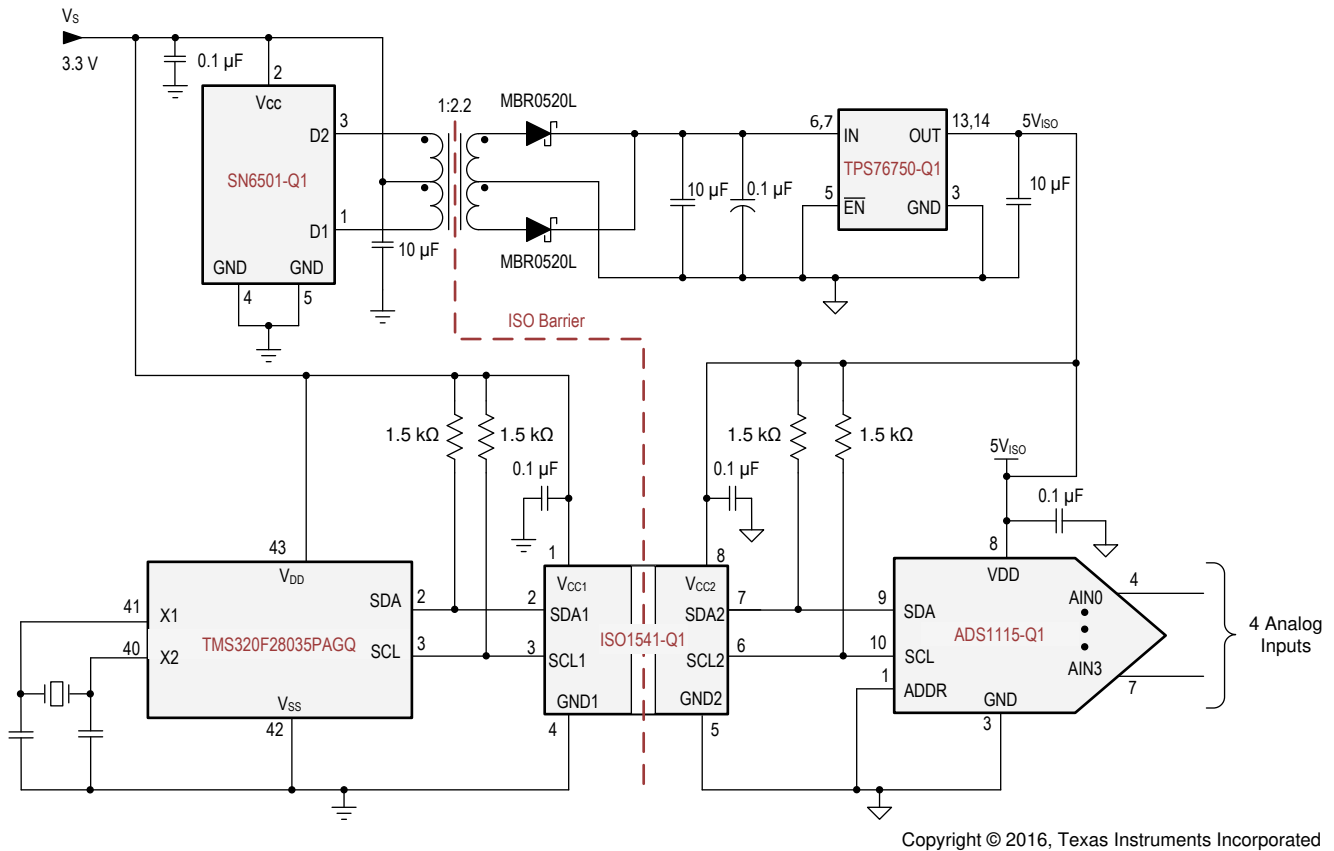 VS
3.3 V
0.1 µF
2
Vcc
D2
3
SN6501-Q1
D1
1
GND
GND
4
5
10 µF
1:2.2
MBR0520L
MBR0520L
10 µF
0.1 µF
6,7
IN
OUT
13,14
5VISO
TPS76750-Q1
5
EN
GND
3
10 µF
ISO Barrier
1.5 kΩ
1.5 kΩ
0.1 µF
1.5 kΩ
1.5 kΩ
0.1 µF
5VISO
0.1 µF
43
VDD
41
X1
SDA
2
TMS320F28035PAGQ
40
X2
SCL
3
VSS
42
1
VCC1
2
SDA1
3
SCL1
GND1
4
ISO1541-Q1
8
VCC2
SDA2
7
SCL2
6
GND2
5
8
VDD
9
SDA
AIN0
4
ADS1115-Q1
10
SCL
1
ADDR
AIN3
7
GND
3
4 Analog
Inputs
Copyright © 2016, Texas Instruments Incorporated